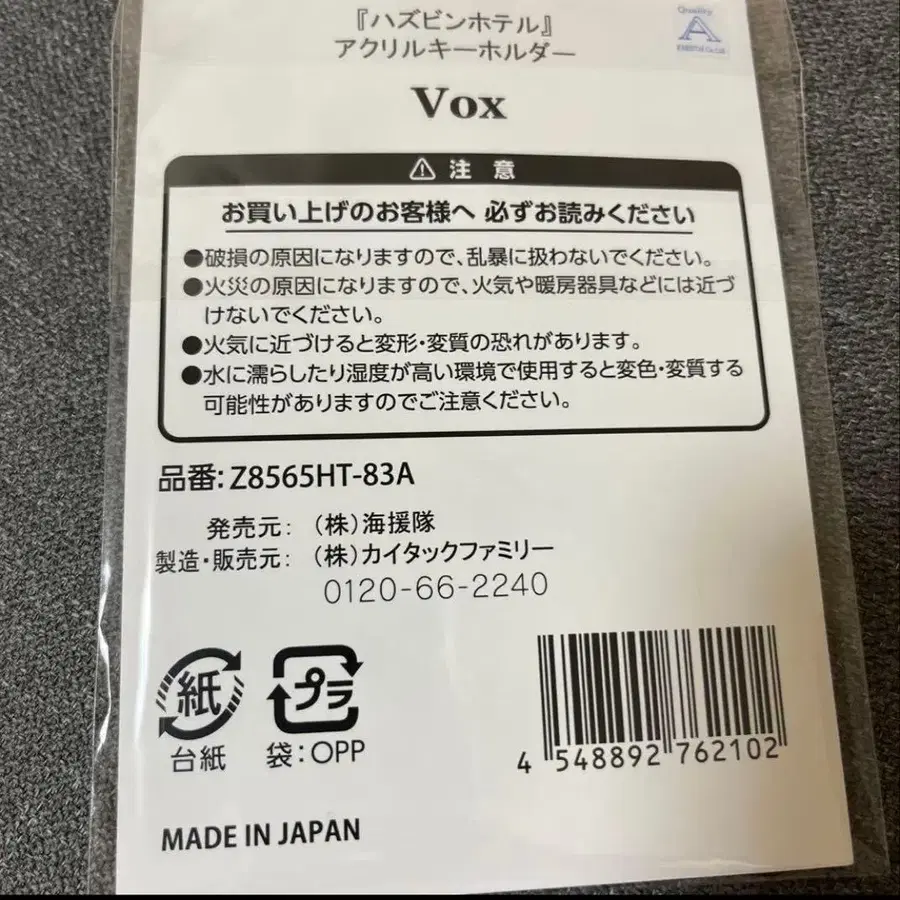 『ハズビンホテル』
アクリルキーホルダー
Quality
A
Vox
⚠注 意
お買い上げのお客様へ 必ずお読みください
●破損の原因になりますので、乱暴に扱わないでください。
●火災の原因になりますので、火気や暖房器具などには近づ
けないでください。
●火気に近づけると変形・変質の恐れがあります。
●水に濡らしたり湿度が高い環境で使用すると変色・変質する
可能性がありますのでご注意ください。
品番:Z8565HT-83A
発売元:（株）海援隊
製造・販売元:（株）カイタックファミリー
0120-66-2240
紙
プラ
台紙
袋:OPP
4 548892 762102
MADE IN JAPAN